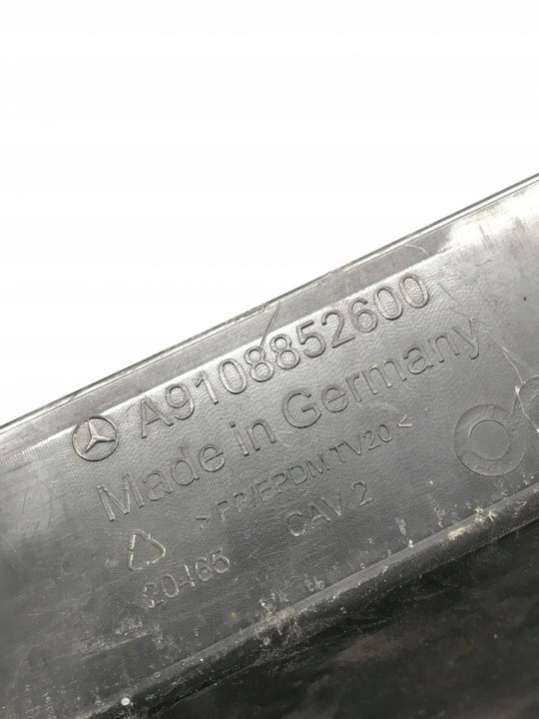 A9108852600
Made in Germany
>PP/EPDM TV20<
CAV 2
20465